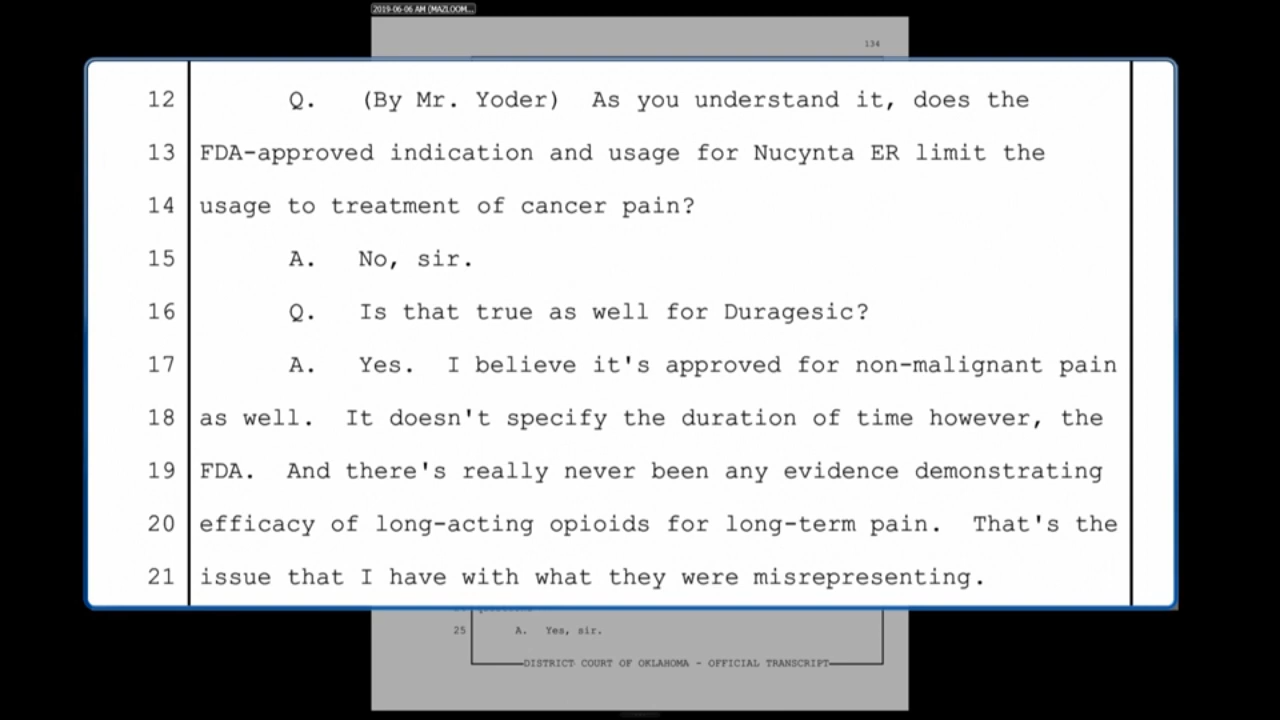 2019-06-06 AM (MAZLOOM...
134
12 Q. (By Mr. Yoder) As you understand it, does the
13 FDA-approved indication and usage for Nucynta ER limit the
14 usage to treatment of cancer pain?
15 A. No, sir.
16 Q. Is that true as well for Duragesic?
17 A. Yes. I believe it's approved for non-malignant pain
18 as well. It doesn't specify the duration of time however, the
19 FDA. And there's really never been any evidence demonstrating
20 efficacy of long-acting opioids for long-term pain. That's the
21 issue that I have with what they were misrepresenting.
25 A. Yes, sir.
DISTRICT COURT OF OKLAHOMA - OFFICIAL TRANSCRIPT